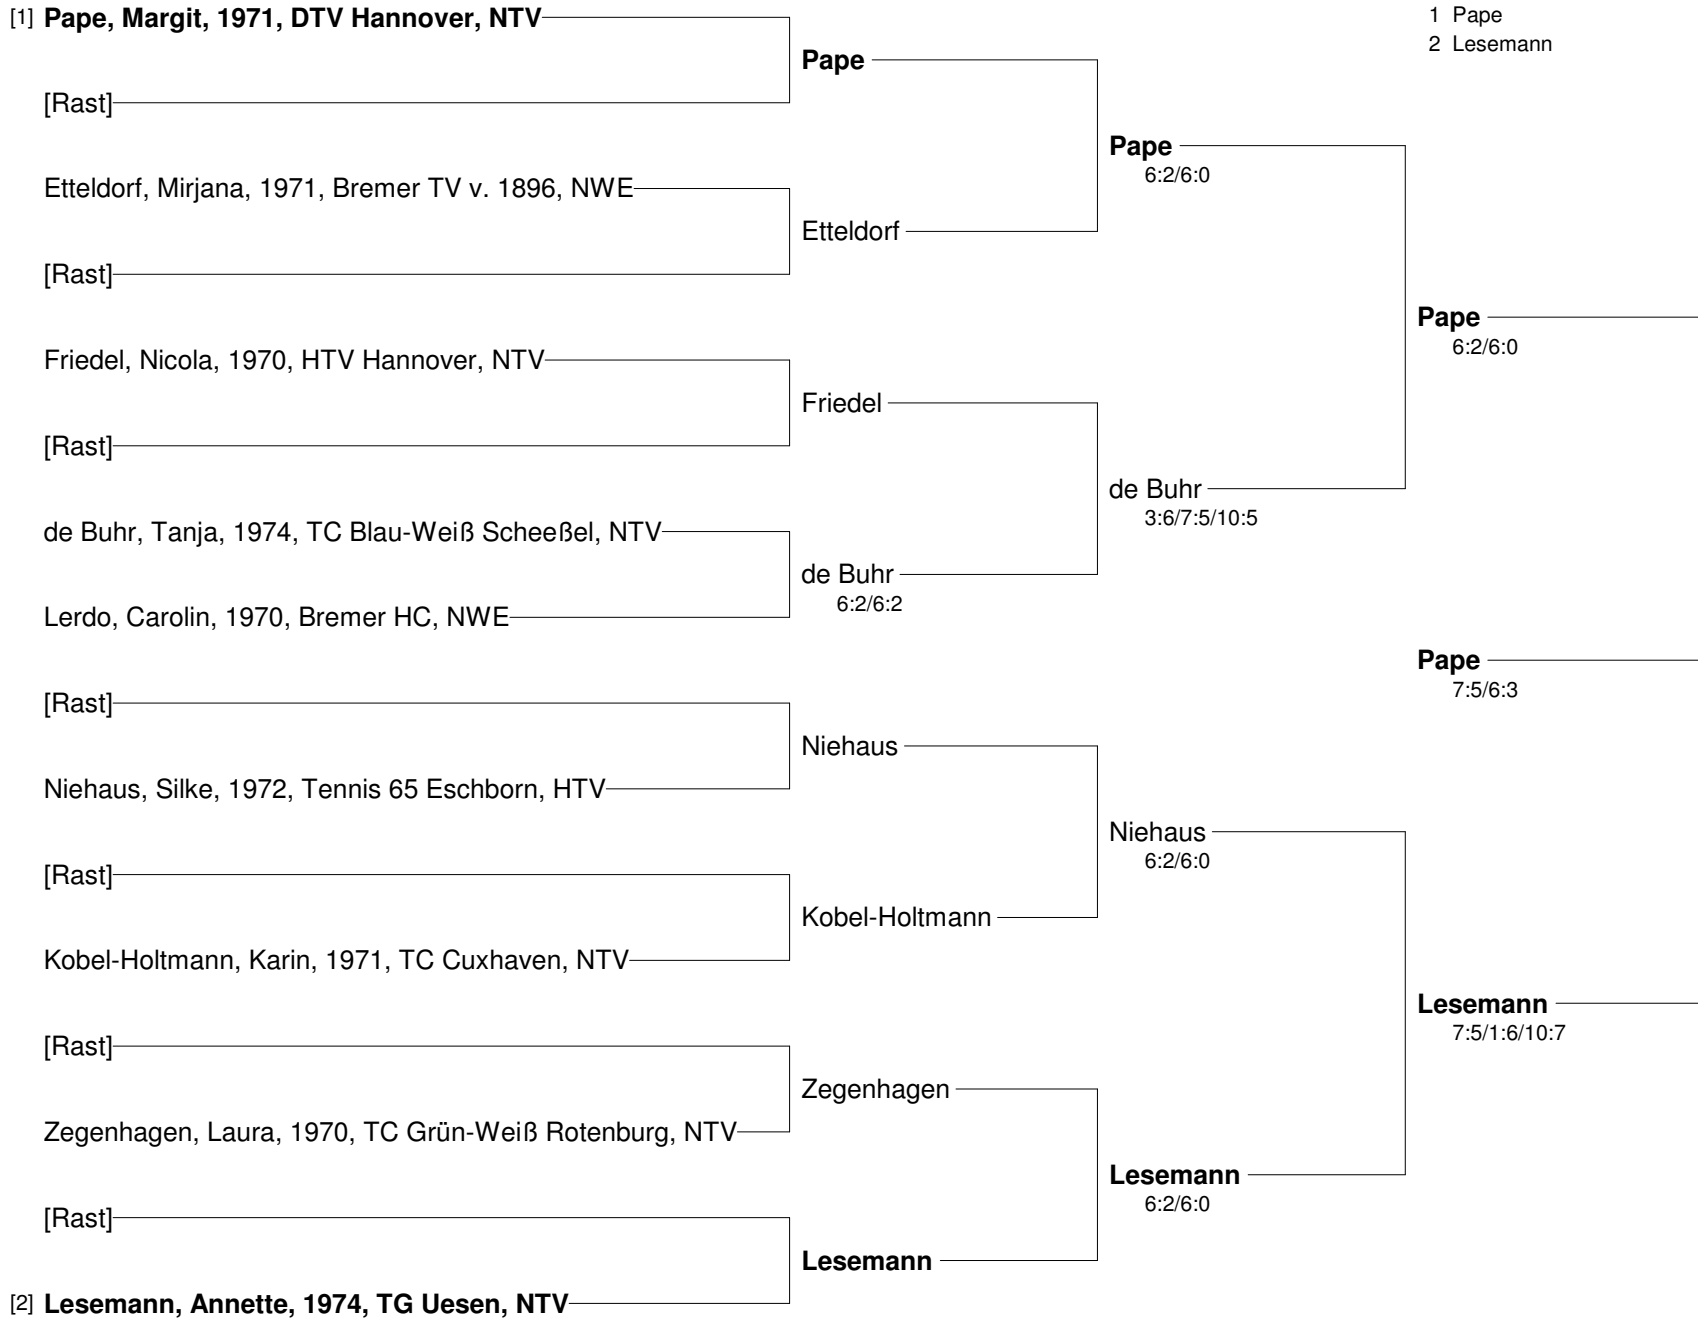 [1] Pape, Margit, 1971, DTV Hannover, NTV
[Rast]
Etteldorf, Mirjana, 1971, Bremer TV v. 1896, NWE
[Rast]
Friedel, Nicola, 1970, HTV Hannover, NTV
[Rast]
de Buhr, Tanja, 1974, TC Blau-Weiß Scheeßel, NTV
Lerdo, Carolin, 1970, Bremer HC, NWE
[Rast]
Niehaus, Silke, 1972, Tennis 65 Eschborn, HTV
[Rast]
Kobel-Holtmann, Karin, 1971, TC Cuxhaven, NTV
[Rast]
Zegenhagen, Laura, 1970, TC Grün-Weiß Rotenburg, NTV
[Rast]
[2] Lesemann, Annette, 1974, TG Uesen, NTV
Pape
Etteldorf
Friedel
de Buhr
6:2/6:2
Niehaus
Kobel-Holtmann
Zegenhagen
Lesemann
Pape
6:2/6:0
de Buhr
3:6/7:5/10:5
Niehaus
6:2/6:0
Lesemann
6:2/6:0
1 Pape
2 Lesemann
Pape
6:2/6:0
Pape
7:5/6:3
Lesemann
7:5/1:6/10:7